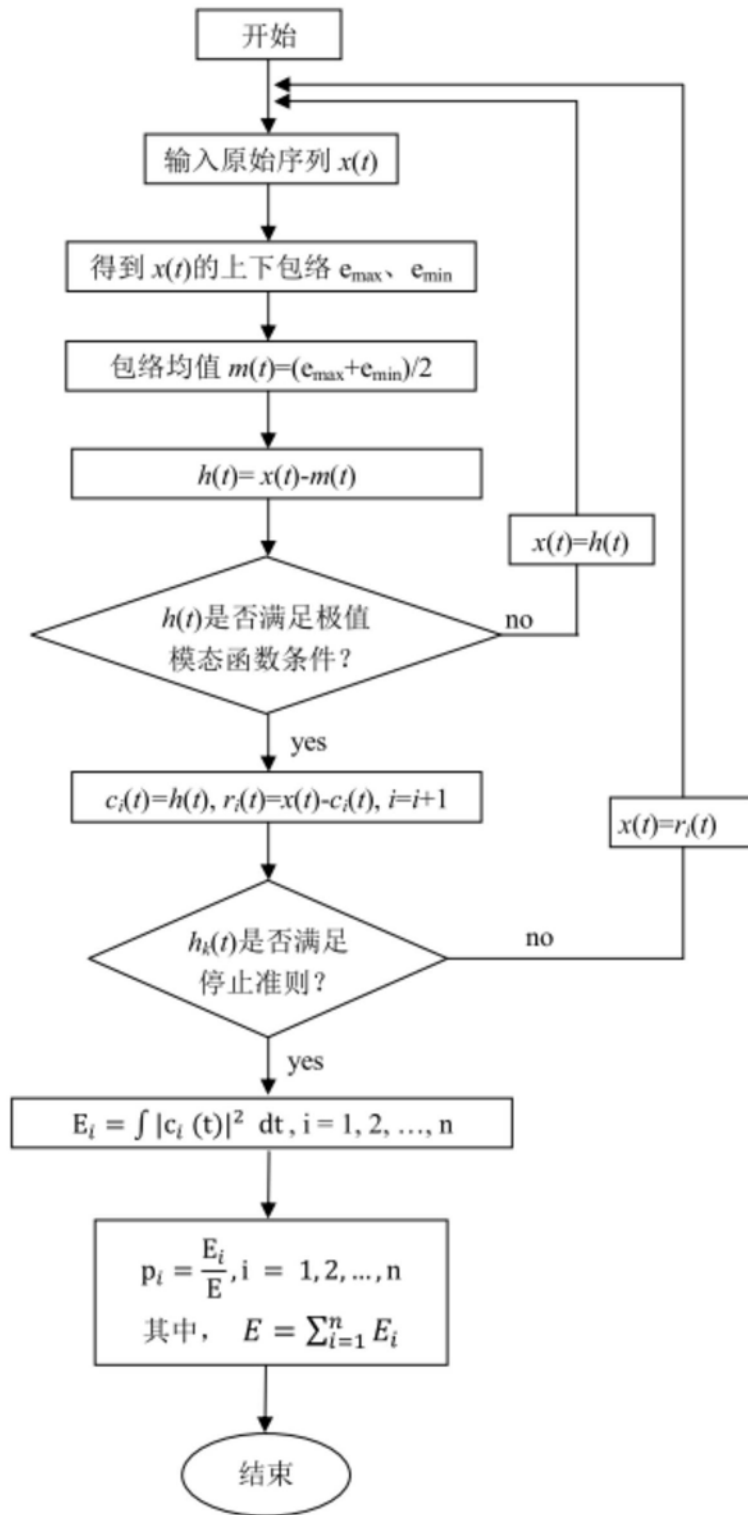 开始
输入原始序列 x(t)
得到 x(t)的上下包络 eₘₐₓ、eₘᵢₙ
包络均值 m(t)=(eₘₐₓ+eₘᵢₙ)/2
h(t)= x(t)-m(t)
x(t)=h(t)
h(t)是否满足极值
模态函数条件？
no
yes
cᵢ(t)=h(t), rᵢ(t)=x(t)-cᵢ(t), i=i+1
x(t)=rᵢ(t)
hₖ(t)是否满足
停止准则？
no
yes
Eᵢ = ∫ |cᵢ (t)|² dt , i = 1, 2, …, n
pᵢ = Eᵢ/E, i = 1, 2, …, n
其中， E = ∑ⁿᵢ₌₁ Eᵢ
结束